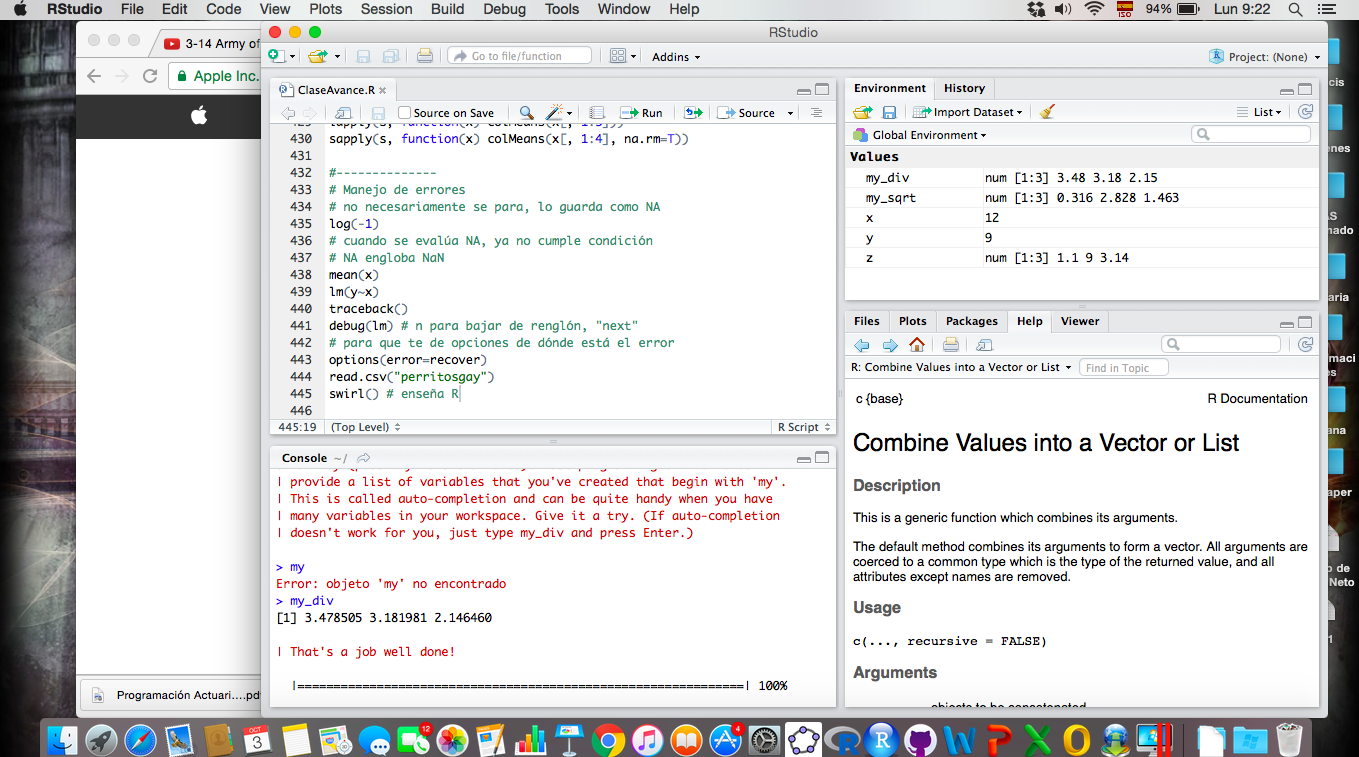 RStudio File Edit Code View Plots Session Build Debug Tools Window Help
ISO 94% Lun 9:22
3-14 Army of
Apple Inc.
Programación Actuari....pdf
RStudio
Go to file/function
Addins
Project: (None)
ClaseAvance.R
Source on Save
Run
Source
430 sapply(s, function(x) colMeans(x[, 1:4], na.rm=T))
431
432 #--------------
433 # Manejo de errores
434 # no necesariamente se para, lo guarda como NA
435 log(-1)
436 # cuando se evalúa NA, ya no cumple condición
437 # NA engloba NaN
438 mean(x)
439 lm(y~x)
440 traceback()
441 debug(lm) # n para bajar de renglón, "next"
442 # para que te de opciones de dónde está el error
443 options(error=recover)
444 read.csv("perritosgay")
445 swirl() # enseña R
446
445:19 (Top Level) R Script
Console ~/
| provide a list of variables that you've created that begin with 'my'.
| This is called auto-completion and can be quite handy when you have
| many variables in your workspace. Give it a try. (If auto-completion
| doesn't work for you, just type my_div and press Enter.)
> my
Error: objeto 'my' no encontrado
> my_div
[1] 3.478505 3.181981 2.146460
| That's a job well done!
|==============================================================| 100%
Environment History
Import Dataset
List
Global Environment
Values
my_div num [1:3] 3.48 3.18 2.15
my_sqrt num [1:3] 0.316 2.828 1.463
x 12
y 9
z num [1:3] 1.1 9 3.14
Files Plots Packages Help Viewer
R: Combine Values into a Vector or List
Find in Topic
c {base} R Documentation
Combine Values into a Vector or List
Description
This is a generic function which combines its arguments.
The default method combines its arguments to form a vector. All arguments are
coerced to a common type which is the type of the returned value, and all
attributes except names are removed.
Usage
c(..., recursive = FALSE)
Arguments
objects to be concatenated
OCT
3
12
4